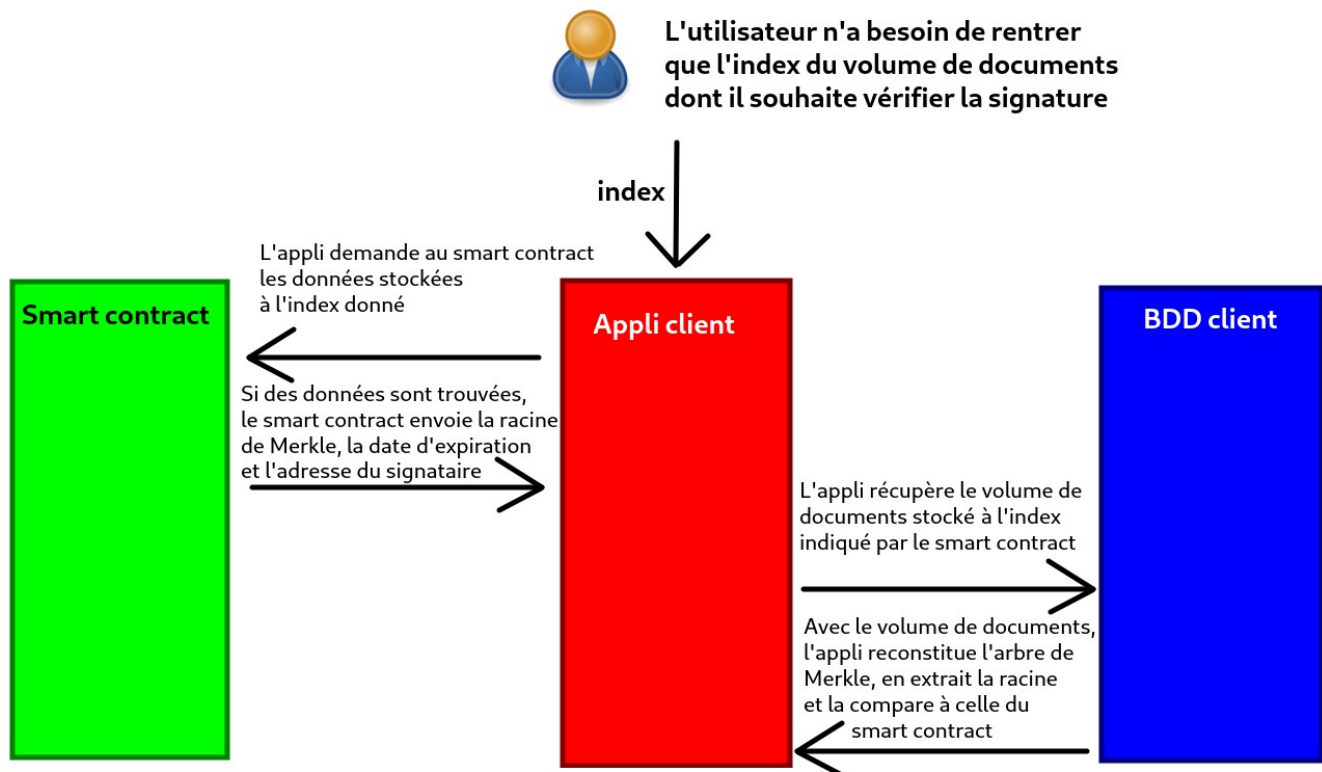 L'utilisateur n'a besoin de rentrer
que l'index du volume de documents
dont il souhaite vérifier la signature
index
L'appli demande au smart contract
les données stockées
à l'index donné
Smart contract
Appli client
BDD client
Si des données sont trouvées,
le smart contract envoie la racine
de Merkle, la date d'expiration
et l'adresse du signataire
L'appli récupère le volume de
documents stocké à l'index
indiqué par le smart contract
Avec le volume de documents,
l'appli reconstitue l'arbre de
Merkle, en extrait la racine
et la compare à celle du
smart contract